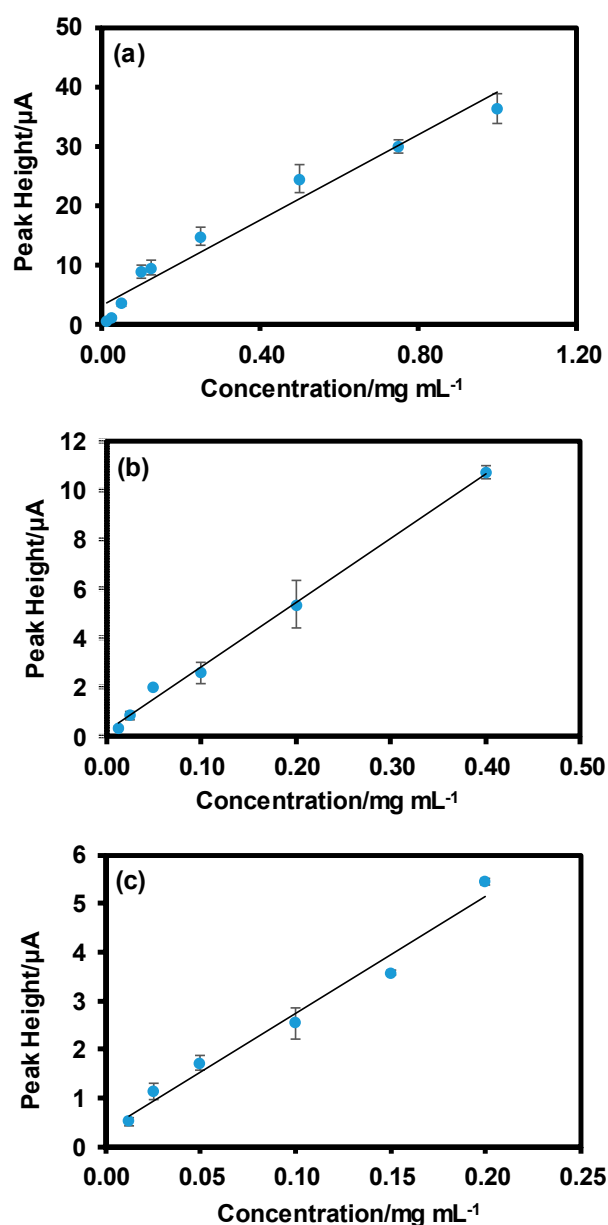 (a)
Peak Height/µA
50
40
30
20
10
0
0.00 0.40 0.80 1.20
Concentration/mg mL⁻¹
(b)
Peak Height/µA
12
10
8
6
4
2
0
0.00 0.10 0.20 0.30 0.40 0.50
Concentration/mg mL⁻¹
(c)
Peak Height/µA
6
5
4
3
2
1
0
0.00 0.05 0.10 0.15 0.20 0.25
Concentration/mg mL⁻¹